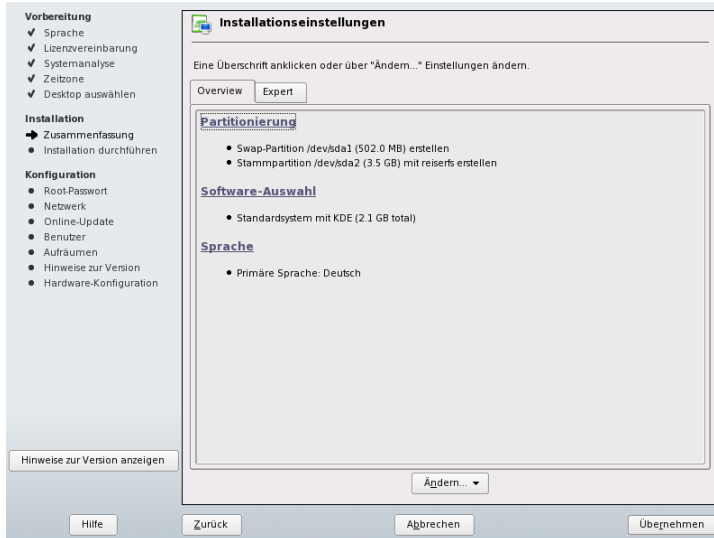 Vorbereitung
Sprache
Lizenzvereinbarung
Systemanalyse
Zeitzone
Desktop auswählen
Installation
Zusammenfassung
Installation durchführen
Konfiguration
Root-Passwort
Netzwerk
Online-Update
Benutzer
Aufräumen
Hinweise zur Version
Hardware-Konfiguration
Hinweise zur Version anzeigen
Installationseinstellungen
Eine Überschrift anklicken oder über "Ändern..." Einstellungen ändern.
Overview Expert
Partitionierung
Swap-Partition /dev/sda1 (502.0 MB) erstellen
Stammpartition /dev/sda2 (3.5 GB) mit reiserfs erstellen
Software-Auswahl
Standardsystem mit KDE (2.1 GB total)
Sprache
Primäre Sprache: Deutsch
Ändern...
Hilfe Zurück Abbrechen Übernehmen